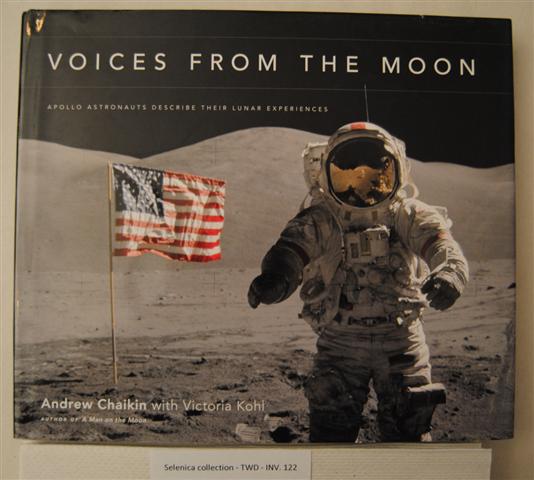 VOICES FROM THE MOON
APOLLO ASTRONAUTS DESCRIBE THEIR LUNAR EXPERIENCES
Andrew Chaikin with Victoria Kohl
AUTHOR OF A Man on the Moon
Selenica collection - TWD - INV. 122